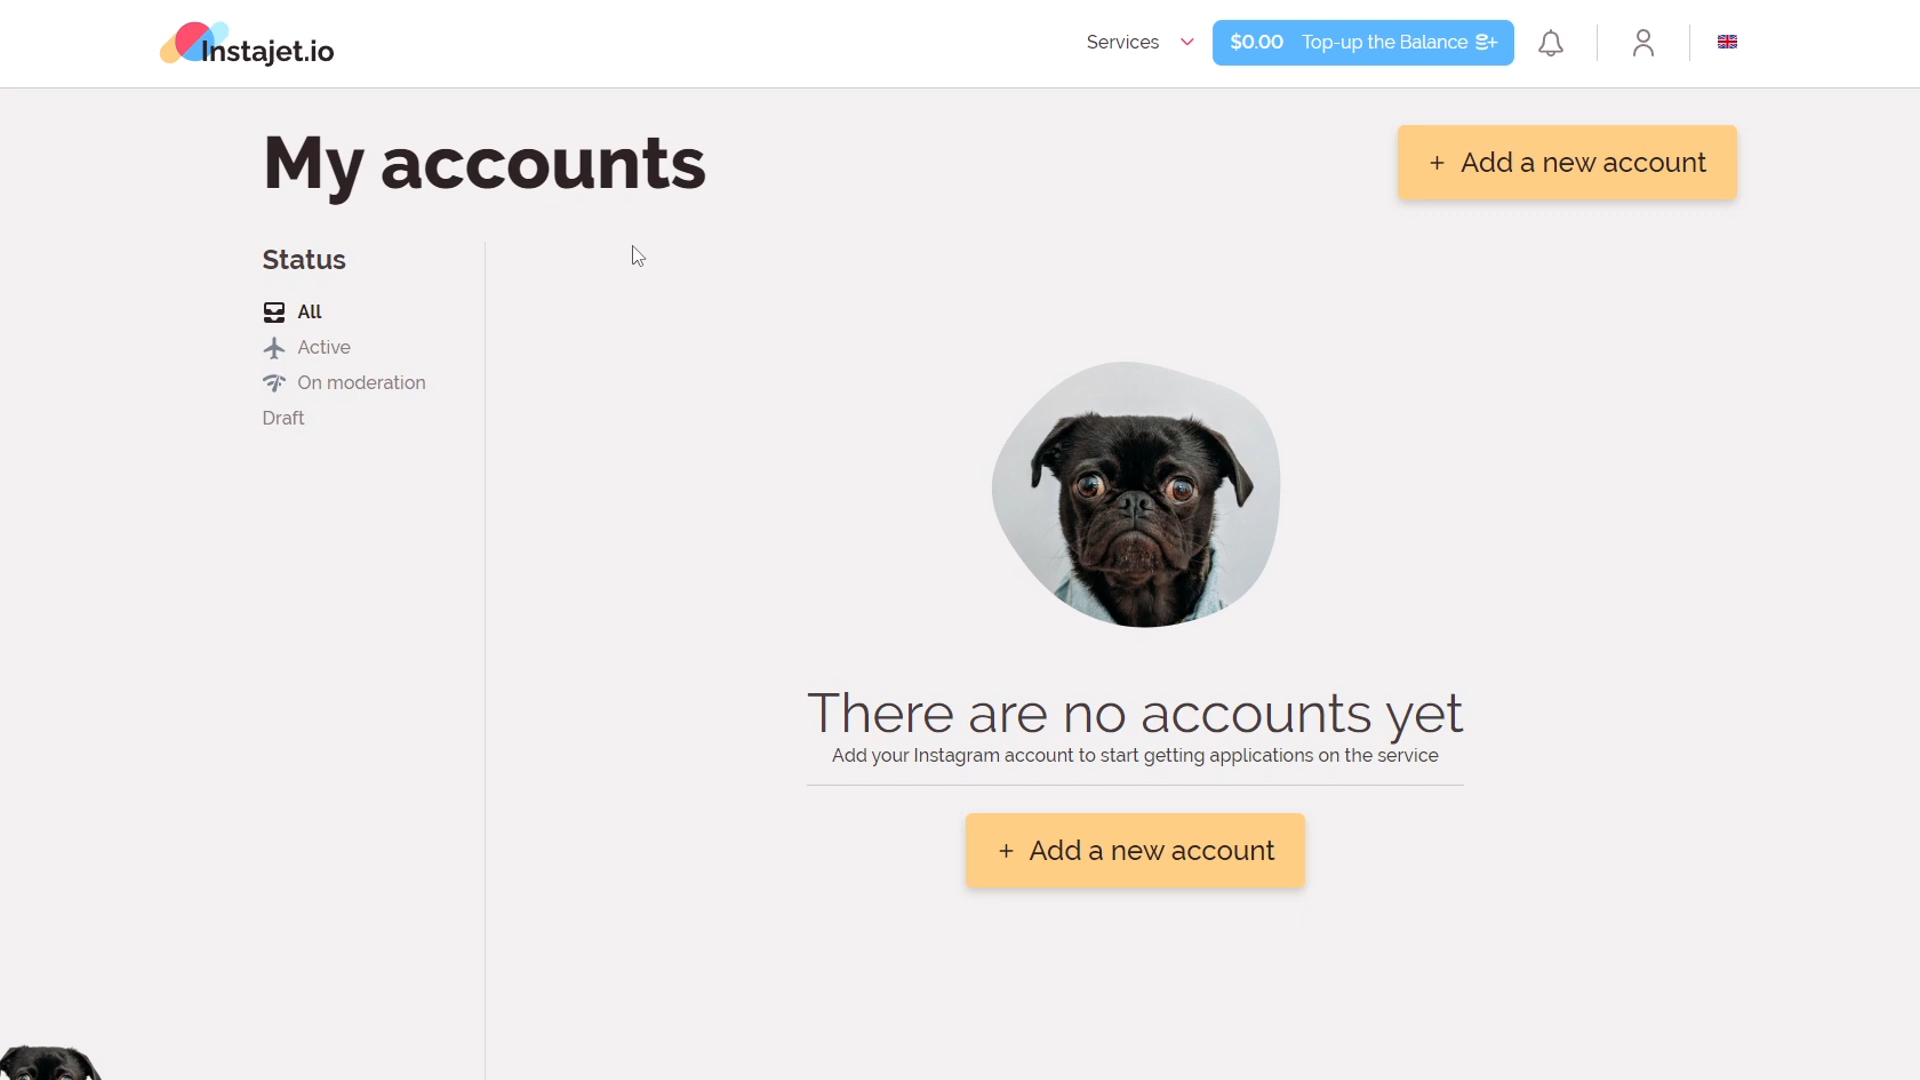 Instajet.io
Services
$0.00 Top-up the Balance
My accounts
+ Add a new account
Status
All
Active
On moderation
Draft
There are no accounts yet
Add your Instagram account to start getting applications on the service
+ Add a new account